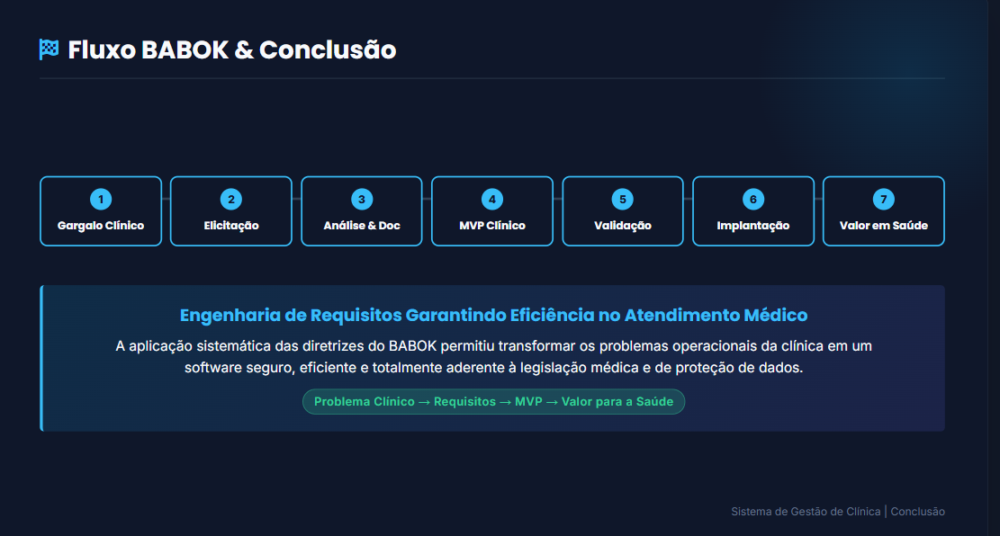 Fluxo BABOK & Conclusão
1
2
3
4
5
6
7
Gargalo Clínico
Elicitação
Análise & Doc
MVP Clínico
Validação
Implantação
Valor em Saúde
Engenharia de Requisitos Garantindo Eficiência no Atendimento Médico
A aplicação sistemática das diretrizes do BABOK permitiu transformar os problemas operacionais da clínica em um
software seguro, eficiente e totalmente aderente à legislação médica e de proteção de dados.
Problema Clínico → Requisitos → MVP → Valor para a Saúde
Sistema de Gestão de Clínica | Conclusão